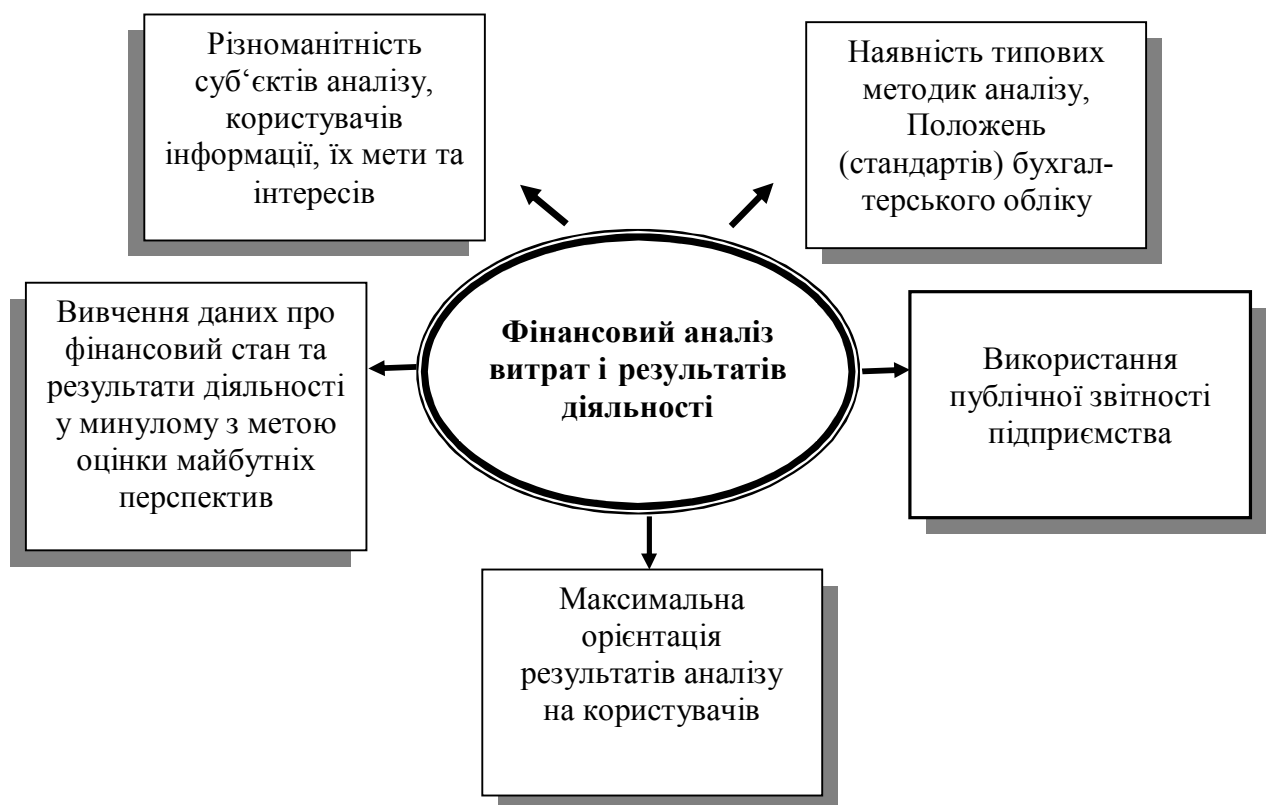 Різноманітність
суб‘єктів аналізу,
користувачів
інформації, їх мети та
інтересів
Наявність типових
методик аналізу,
Положень
(стандартів) бухгал-
терського обліку
Вивчення даних про
фінансовий стан та
результати діяльності
у минулому з метою
оцінки майбутніх
перспектив
Фінансовий аналіз
витрат і результатів
діяльності
Використання
публічної звітності
підприємства
Максимальна
орієнтація
результатів аналізу
на користувачів